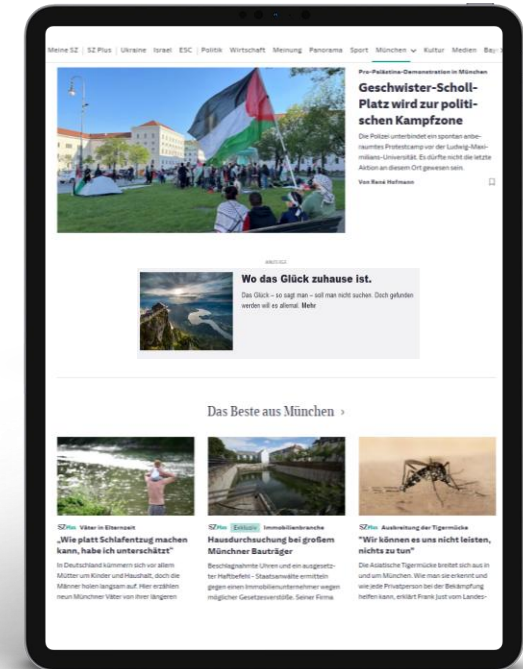 Meine SZ | SZ Plus | Ukraine Israel ESC | Politik Wirtschaft Meinung Panorama Sport München Kultur Medien Bay
Pro-Palästina-Demonstration in München
Geschwister-Scholl-
Platz wird zur politi-
schen Kampfzone
Die Polizei unterbindet ein spontan anbe-
raumtes Protestcamp vor der Ludwig-Maxi-
milians-Universität. Es dürfte nicht die letzte
Aktion an diesem Ort gewesen sein.
Von René Hofmann
ANZEIGE
Wo das Glück zuhause ist.
Das Glück – so sagt man – soll man nicht suchen. Doch gefunden
werden will es allemal. Mehr
Das Beste aus München ›
SZPlus Väter in Elternzeit
„Wie platt Schlafentzug machen
kann, habe ich unterschätzt"
In Deutschland kümmern sich vor allem
Mütter um Kinder und Haushalt, doch die
Männer holen langsam auf. Hier erzählen
neun Münchner Väter von ihrer längeren
SZPlus Exklusiv Immobilienbranche
Hausdurchsuchung bei großem
Münchner Bauträger
Beschlagnahmte Uhren und ein ausgesetz-
ter Haftbefehl – Staatsanwälte ermitteln
gegen einen Immobilienunternehmer wegen
möglicher Gesetzesverstöße. Seiner Firma
SZPlus Ausbreitung der Tigermücke
"Wir können es uns nicht leisten,
nichts zu tun"
Die Asiatische Tigermücke breitet sich aus in
und um München. Wie man sie erkennt und
wie jede Privatperson bei der Bekämpfung
helfen kann, erklärt Frank Just vom Landes-